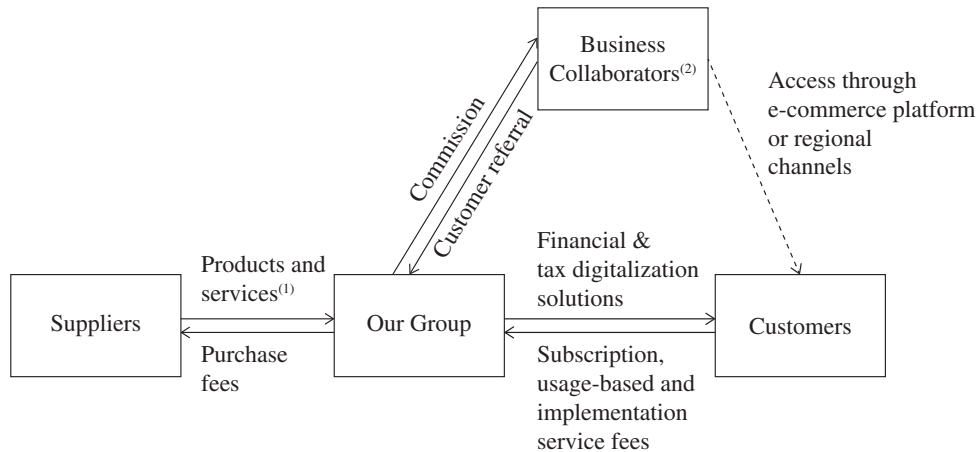 Business
Collaborators(2)
Access through
e-commerce platform
or regional
channels
Commission
Customer referral
Products and
services(1)
Financial &
tax digitalization
solutions
Suppliers
Our Group
Customers
Purchase
fees
Subscription,
usage-based and
implementation
service fees